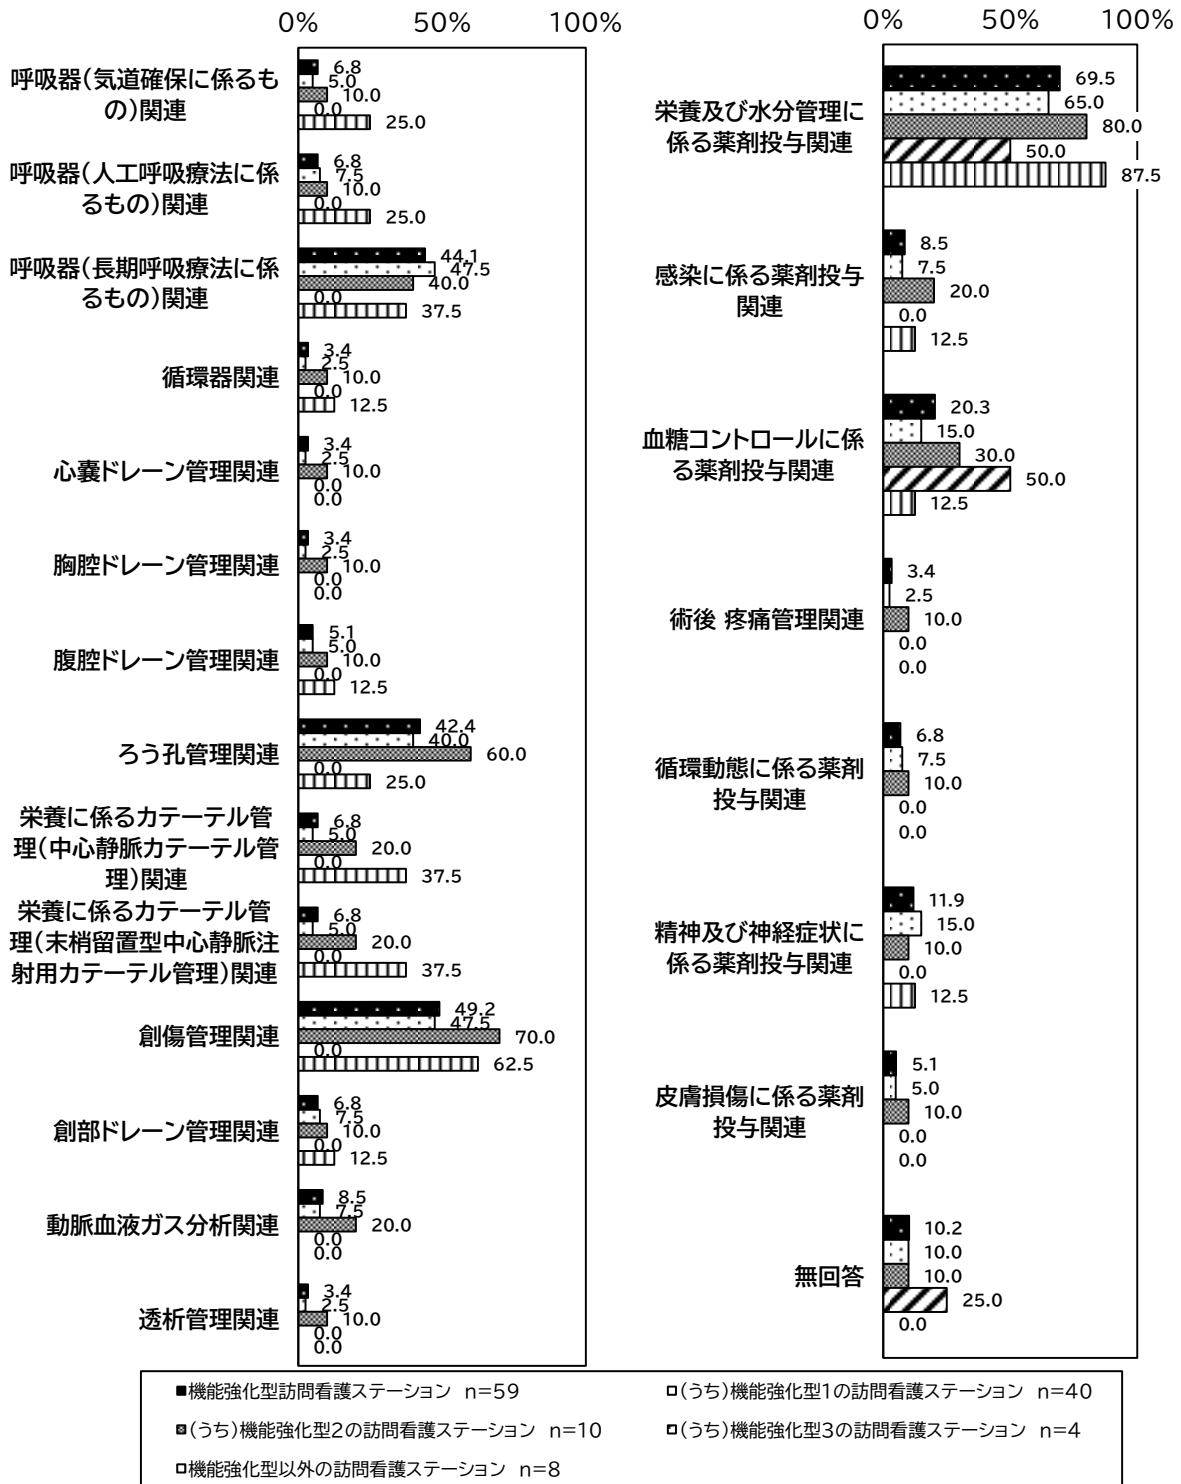 0% 50% 100%
呼吸器(気道確保に係るも
の)関連
6.8
5.0
10.0
0.0
25.0
呼吸器(人工呼吸療法に係
るもの)関連
6.8
7.5
10.0
0.0
25.0
呼吸器(長期呼吸療法に係
るもの)関連
44.1
47.5
40.0
0.0
37.5
循環器関連
3.4
2.5
10.0
0.0
12.5
心嚢ドレーン管理関連
3.4
2.5
10.0
0.0
0.0
胸腔ドレーン管理関連
3.4
2.5
10.0
0.0
0.0
腹腔ドレーン管理関連
5.1
5.0
10.0
0.0
12.5
ろう孔管理関連
42.4
40.0
60.0
0.0
25.0
栄養に係るカテーテル管
理(中心静脈カテーテル管
理)関連
6.8
5.0
20.0
0.0
37.5
栄養に係るカテーテル管
理(末梢留置型中心静脈注
射用カテーテル管理)関連
6.8
5.0
20.0
0.0
37.5
創傷管理関連
49.2
47.5
70.0
0.0
62.5
創部ドレーン管理関連
6.8
7.5
10.0
0.0
12.5
動脈血液ガス分析関連
8.5
7.5
20.0
0.0
0.0
透析管理関連
3.4
2.5
10.0
0.0
0.0
0% 50% 100%
栄養及び水分管理に
係る薬剤投与関連
69.5
65.0
80.0
50.0
87.5
感染に係る薬剤投与
関連
8.5
7.5
20.0
0.0
12.5
血糖コントロールに係
る薬剤投与関連
20.3
15.0
30.0
50.0
12.5
術後 疼痛管理関連
3.4
2.5
10.0
0.0
0.0
循環動態に係る薬剤
投与関連
6.8
7.5
10.0
0.0
0.0
精神及び神経症状に
係る薬剤投与関連
11.9
15.0
10.0
0.0
12.5
皮膚損傷に係る薬剤
投与関連
5.1
5.0
10.0
0.0
0.0
無回答
10.2
10.0
10.0
25.0
0.0
機能強化型訪問看護ステーション n=59
(うち)機能強化型1の訪問看護ステーション n=40
(うち)機能強化型2の訪問看護ステーション n=10
(うち)機能強化型3の訪問看護ステーション n=4
機能強化型以外の訪問看護ステーション n=8